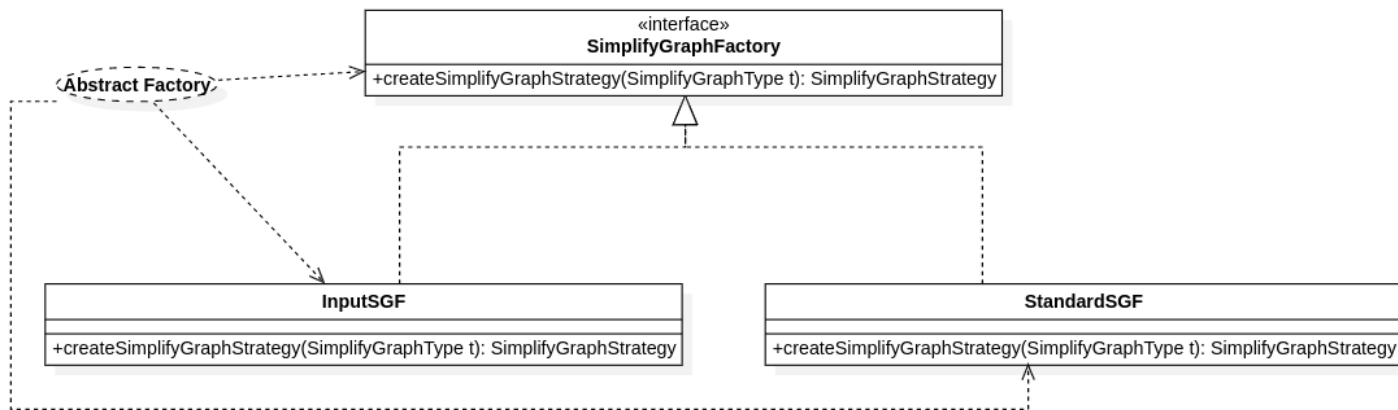 «interface»
SimplifyGraphFactory
Abstract Factory
+createSimplifyGraphStrategy(SimplifyGraphType t): SimplifyGraphStrategy
InputSGF
StandardSGF
+createSimplifyGraphStrategy(SimplifyGraphType t): SimplifyGraphStrategy
+createSimplifyGraphStrategy(SimplifyGraphType t): SimplifyGraphStrategy